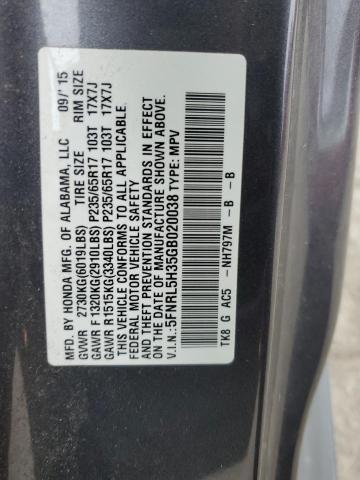 MFD. BY HONDA MFG. OF ALABAMA, LLC 09/' 15
GVWR 2730KG(6019LBS) TIRE SIZE RIM SIZE
GAWR F 1320KG(2910LBS) P235/65R17 103T 17X7J
GAWR R 1515KG(3340LBS) P235/65R17 103T 17X7J
THIS VEHICLE CONFORMS TO ALL APPLICABLE
FEDERAL MOTOR VEHICLE SAFETY, BUMPER,
AND THEFT PREVENTION STANDARDS IN EFFECT
ON THE DATE OF MANUFACTURE SHOWN ABOVE.
5FNRL5H35GB020038 TYPE: MPV
TK8 G AC5 -NH797M -B -B